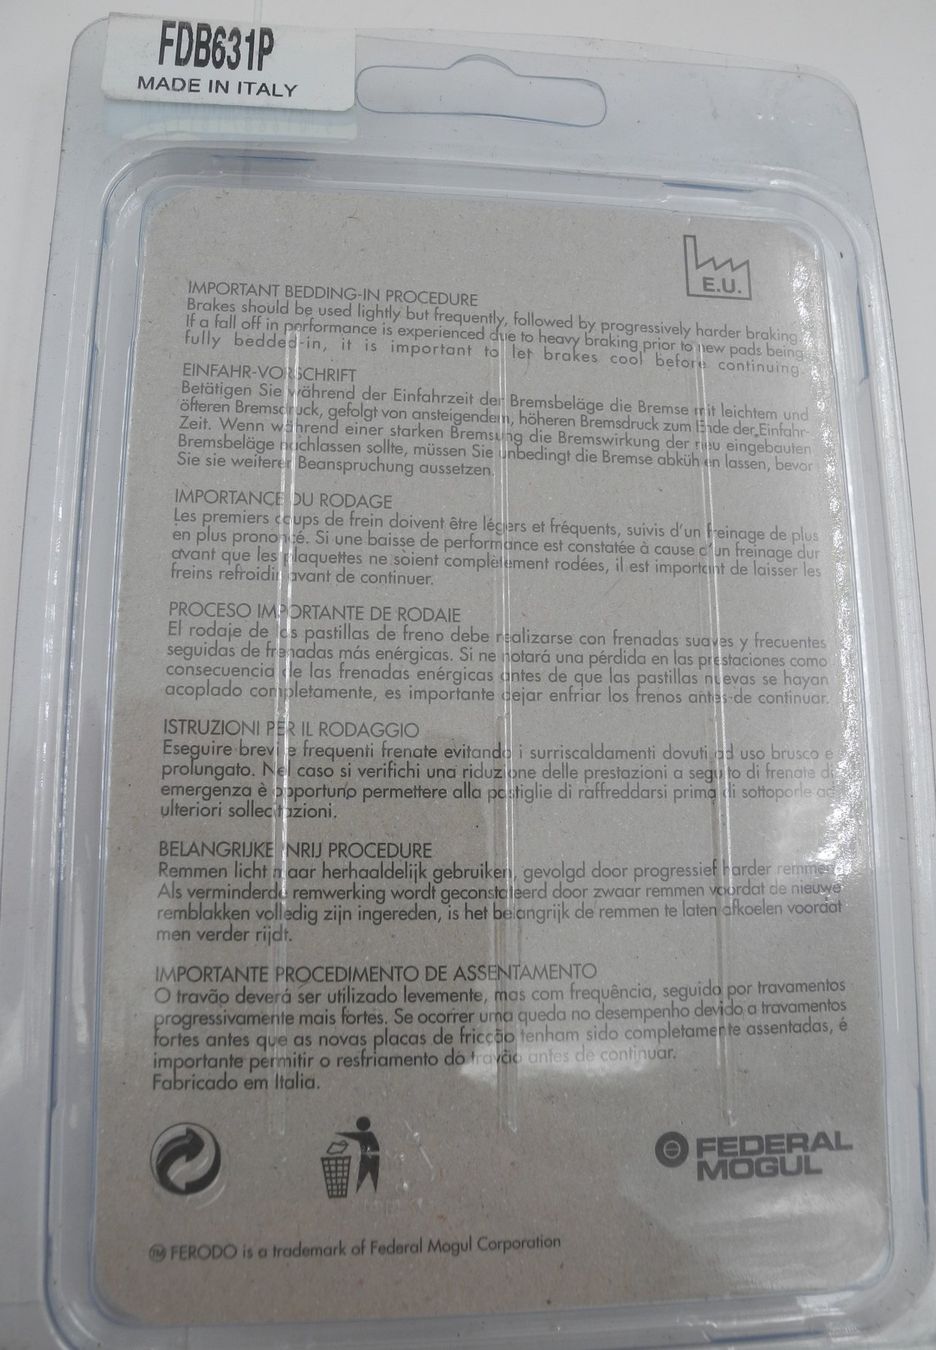 FDB631P
MADE IN ITALY
E.U.
IMPORTANT BEDDING-IN PROCEDURE
Brakes should be used lightly but frequently, followed by progressively harder braking.
If a fall off in performance is experienced due to heavy braking prior to new pads being
fully bedded-in, it is important to let brakes cool before continuing.
EINFAHR-VORSCHRIFT
Betätigen Sie während der Einfahrzeit der Bremsbeläge die Bremse mit leichtem und
öfteren Bremsdruck, gefolgt von ansteigendem, höheren Bremsdruck zum Ende der Einfahr-
Zeit. Wenn während einer starken Bremsung die Bremswirkung der neu eingebauten
Bremsbeläge nachlassen sollte, müssen Sie unbedingt die Bremse abkühlen lassen, bevor
Sie sie weiterer Beanspruchung aussetzen.
IMPORTANCE DU RODAGE
Les premiers coups de frein doivent être légers et fréquents, suivis d'un freinage de plus
en plus prononcé. Si une baisse de performance est constatée à cause d'un freinage dur
avant que les plaquettes ne soient complètement rodées, il est important de laisser les
freins refroidir avant de continuer.
PROCESO IMPORTANTE DE RODAIE
El rodaje de las pastillas de freno debe realizarse con frenadas suaves y frecuentes
seguidas de frenadas más enérgicas. Si ne notará una pérdida en las prestaciones como
consecuencia de las frenadas enérgicas antes de que las pastillas nuevas se hayan
acoplado completamente, es importante dejar enfriar los frenos antes de continuar.
ISTRUZIONI PER IL RODAGGIO
Eseguire brevi e frequenti frenate evitando i surriscaldamenti dovuti ad uso brusco e
prolungato. Nel caso si verifichi una riduzione delle prestazioni a seguito di frenate di
emergenza è opportuno permettere alla pastiglie di raffreddarsi prima di sottoporle ad
ulteriori sollecitazioni.
BELANGRIJKE INRIJ PROCEDURE
Remmen licht maar herhaaldelijk gebruiken, gevolgd door progressief harder remmen.
Als verminderde remwerking wordt geconstateerd door zwaar remmen voordat de nieuwe
remblakken volledig zijn ingereden, is het belangrijk de remmen te laten afkoelen voordat
men verder rijdt.
IMPORTANTE PROCEDIMENTO DE ASSENTAMENTO
O travão deverá ser utilizado levemente, mas com frequência, seguido por travamentos
progressivamente mais fortes. Se ocorrer uma queda no desempenho devido a travamentos
fortes antes que as novas placas de fricção tenham sido completamente assentadas, é
importante permitir o resfriamento do travão antes de continuar.
Fabricado em Italia.
FEDERAL
MOGUL
TM FERODO is a trademark of Federal Mogul Corporation